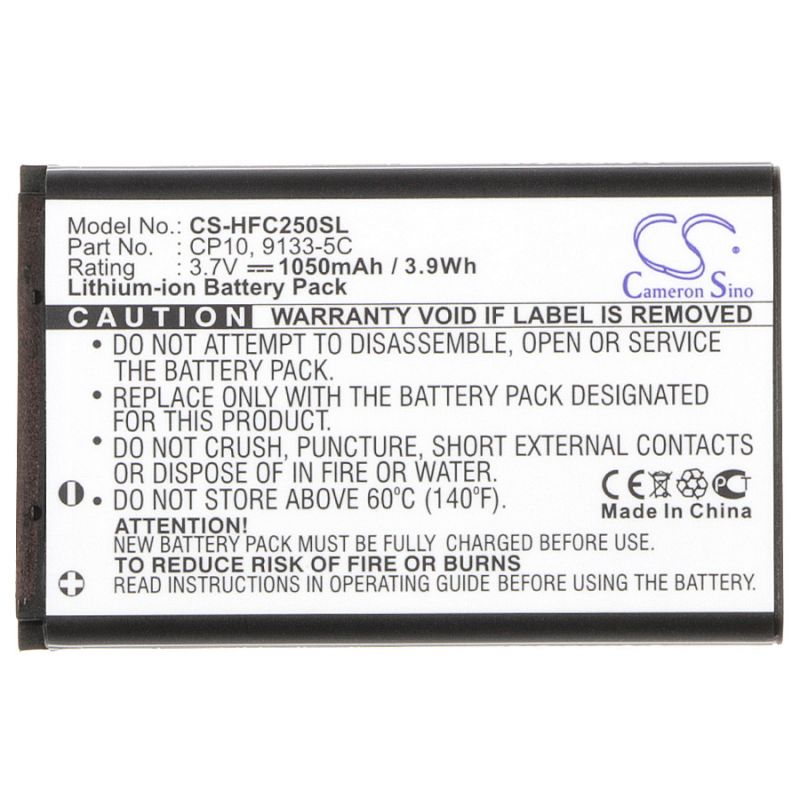 Model No.: CS-HFC250SL
Part No. : CP10, 9133-5C
Rating : 3.7V 1050mAh / 3.9Wh
Lithium-ion Battery Pack
CS
Cameron Sino
CAUTION WARRANTY VOID IF LABEL IS REMOVED
• DO NOT ATTEMPT TO DISASSEMBLE, OPEN OR SERVICE
THE BATTERY PACK.
• REPLACE ONLY WITH THE BATTERY PACK DESIGNATED
FOR THIS PRODUCT.
• DO NOT CRUSH, PUNCTURE, SHORT EXTERNAL CONTACTS
OR DISPOSE OF IN FIRE OR WATER.
• DO NOT STORE ABOVE 60°C (140°F).
CE PCT
Made In China
ATTENTION!
NEW BATTERY PACK MUST BE FULLY CHARGED BEFORE INITIAL USE.
TO REDUCE RISK OF FIRE OR BURNS
READ INSTRUCTIONS IN OPERATING GUIDE BEFORE USING BATTERY.